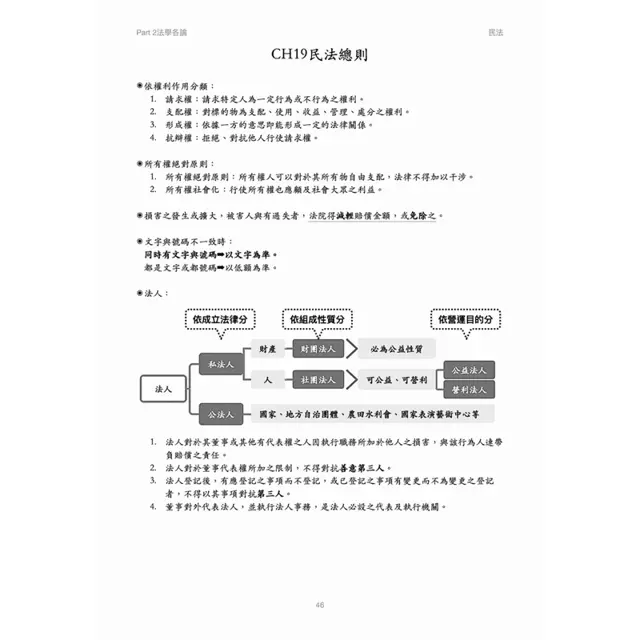 Part 2法學各論
民法
CH19民法總則
◉依權利作用分類：
1. 請求權：請求特定人為一定行為或不行為之權利。
2. 支配權：對標的物為支配、使用、收益、管理、處分之權利。
3. 形成權：依據一方的意思即能形成一定的法律關係。
4. 抗辯權：拒絕、對抗他人行使請求權。
◉所有權絕對原則：
1. 所有權絕對原則：所有權人可以對於其所有物自由支配，法律不得加以干涉。
2. 所有權社會化：行使所有權也應顧及社會大眾之利益。
◉損害之發生或擴大，被害人與有過失者，法院得減輕賠償金額，或免除之。
◉文字與號碼不一致時：
同時有文字與號碼➡以文字為準。
都是文字或都號碼➡以低額為準。
◉法人：
依成立法律分
依組成性質分
依營運目的分
財產
財團法人
必為公益性質
私法人
人
社團法人
可公益、可營利
公益法人
營利法人
法人
公法人
國家、地方自治團體、農田水利會、國家表演藝術中心等
1. 法人對於其董事或其他有代表權之人因執行職務所加於他人之損害，與該行為人連帶
負賠償之責任。
2. 法人對於董事代表權所加之限制，不得對抗善意第三人。
3. 法人登記後，有應登記之事項而不登記，或已登記之事項有變更而不為變更之登記
者，不得以其事項對抗第三人。
4. 董事對外代表法人，並執行法人事務，是法人必設之代表及執行機關。
46